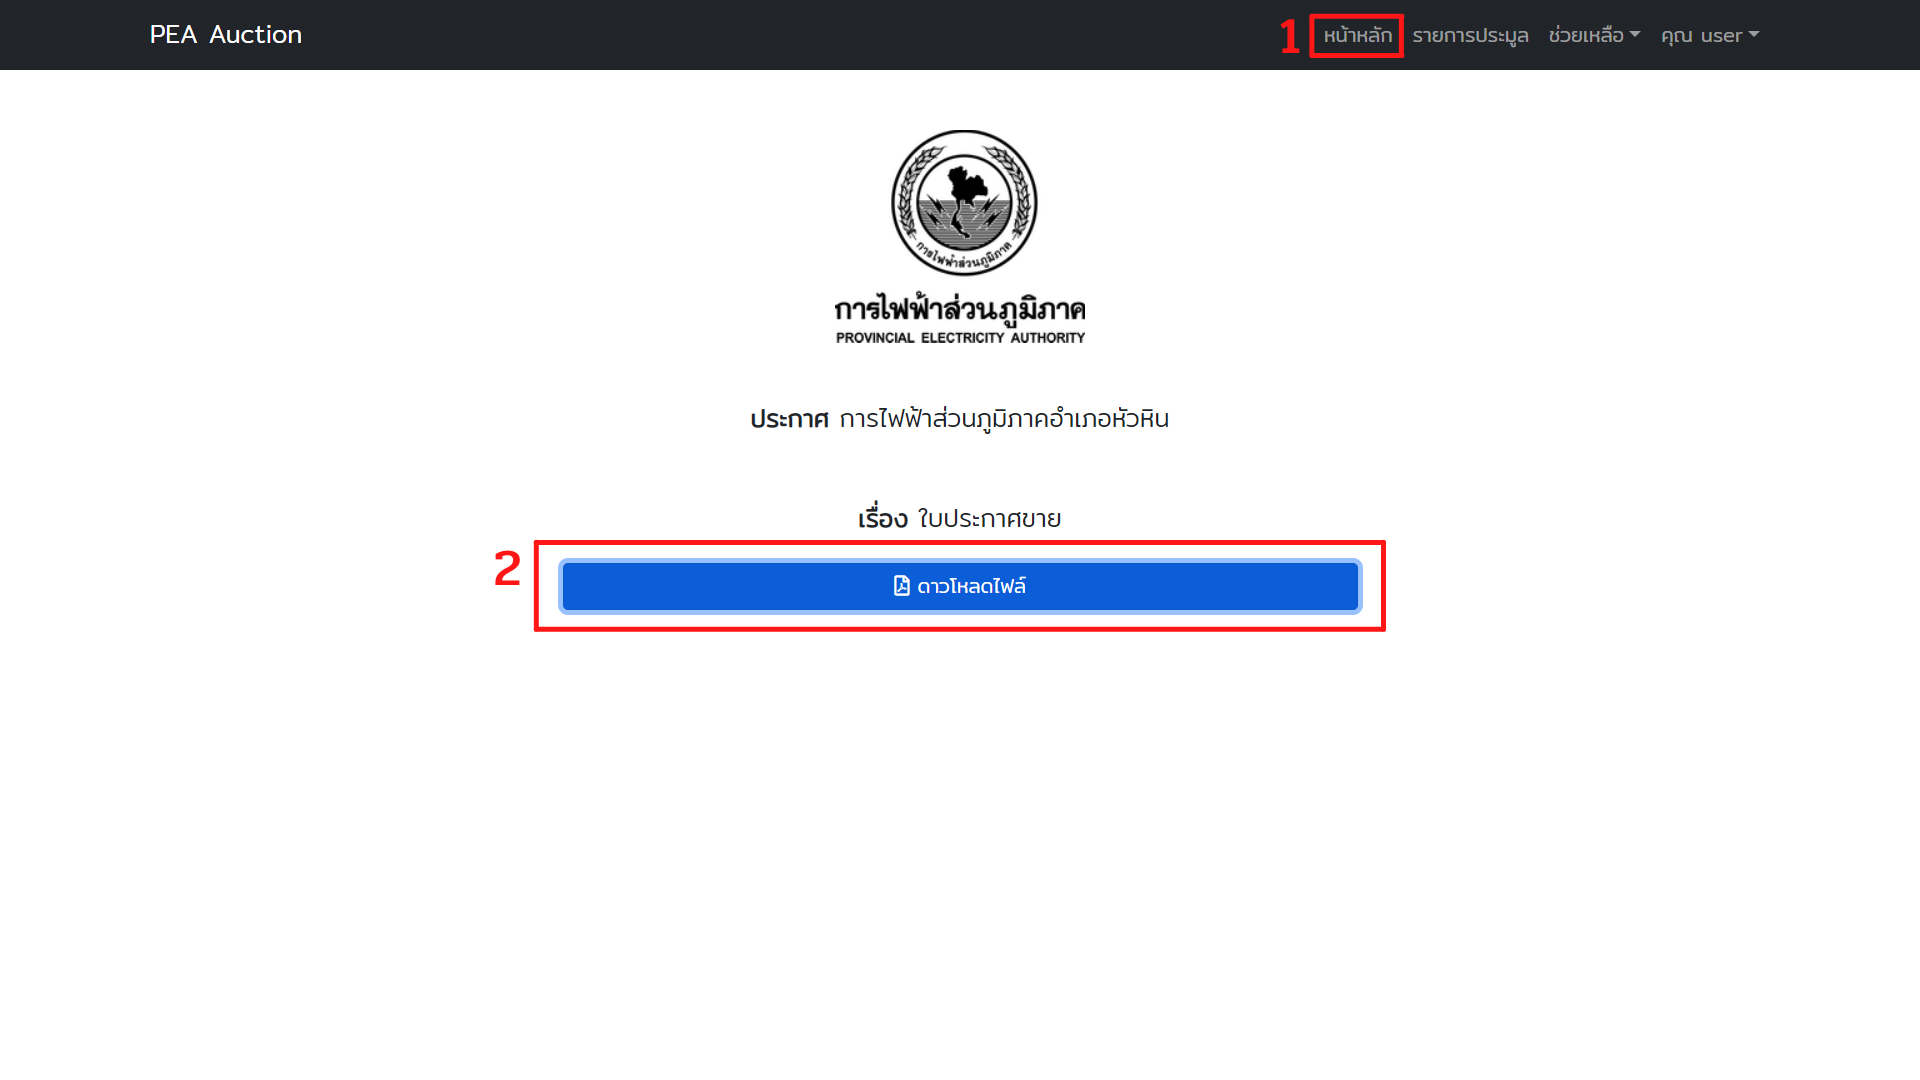 PEA Auction
1 หน้าหลัก รายการประมูล ช่วยเหลือ คุณ user
การไฟฟ้าส่วนภูมิภาค
การไฟฟ้าส่วนภูมิภาค
PROVINCIAL ELECTRICITY AUTHORITY
ประกาศ การไฟฟ้าส่วนภูมิภาคอำเภอหัวหิน
เรื่อง ใบประกาศขาย
2
ดาวโหลดไฟล์